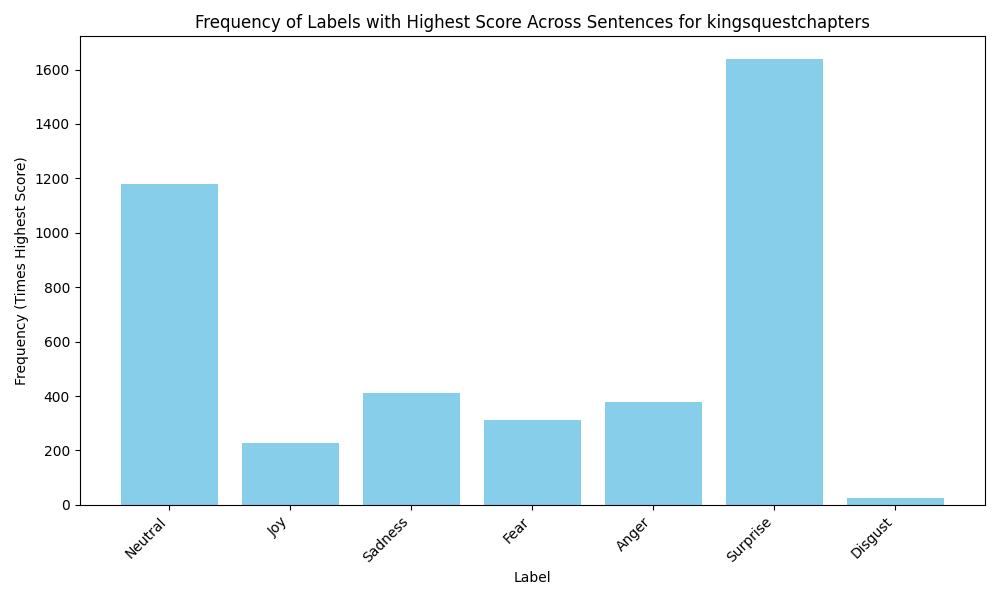 Frequency of Labels with Highest Score Across Sentences for kingsquestchapters
Frequency (Times Highest Score)
1600
1400
1200
1000
800
600
400
200
0
Neutral
Joy
Sadness
Fear
Anger
Surprise
Disgust
Label